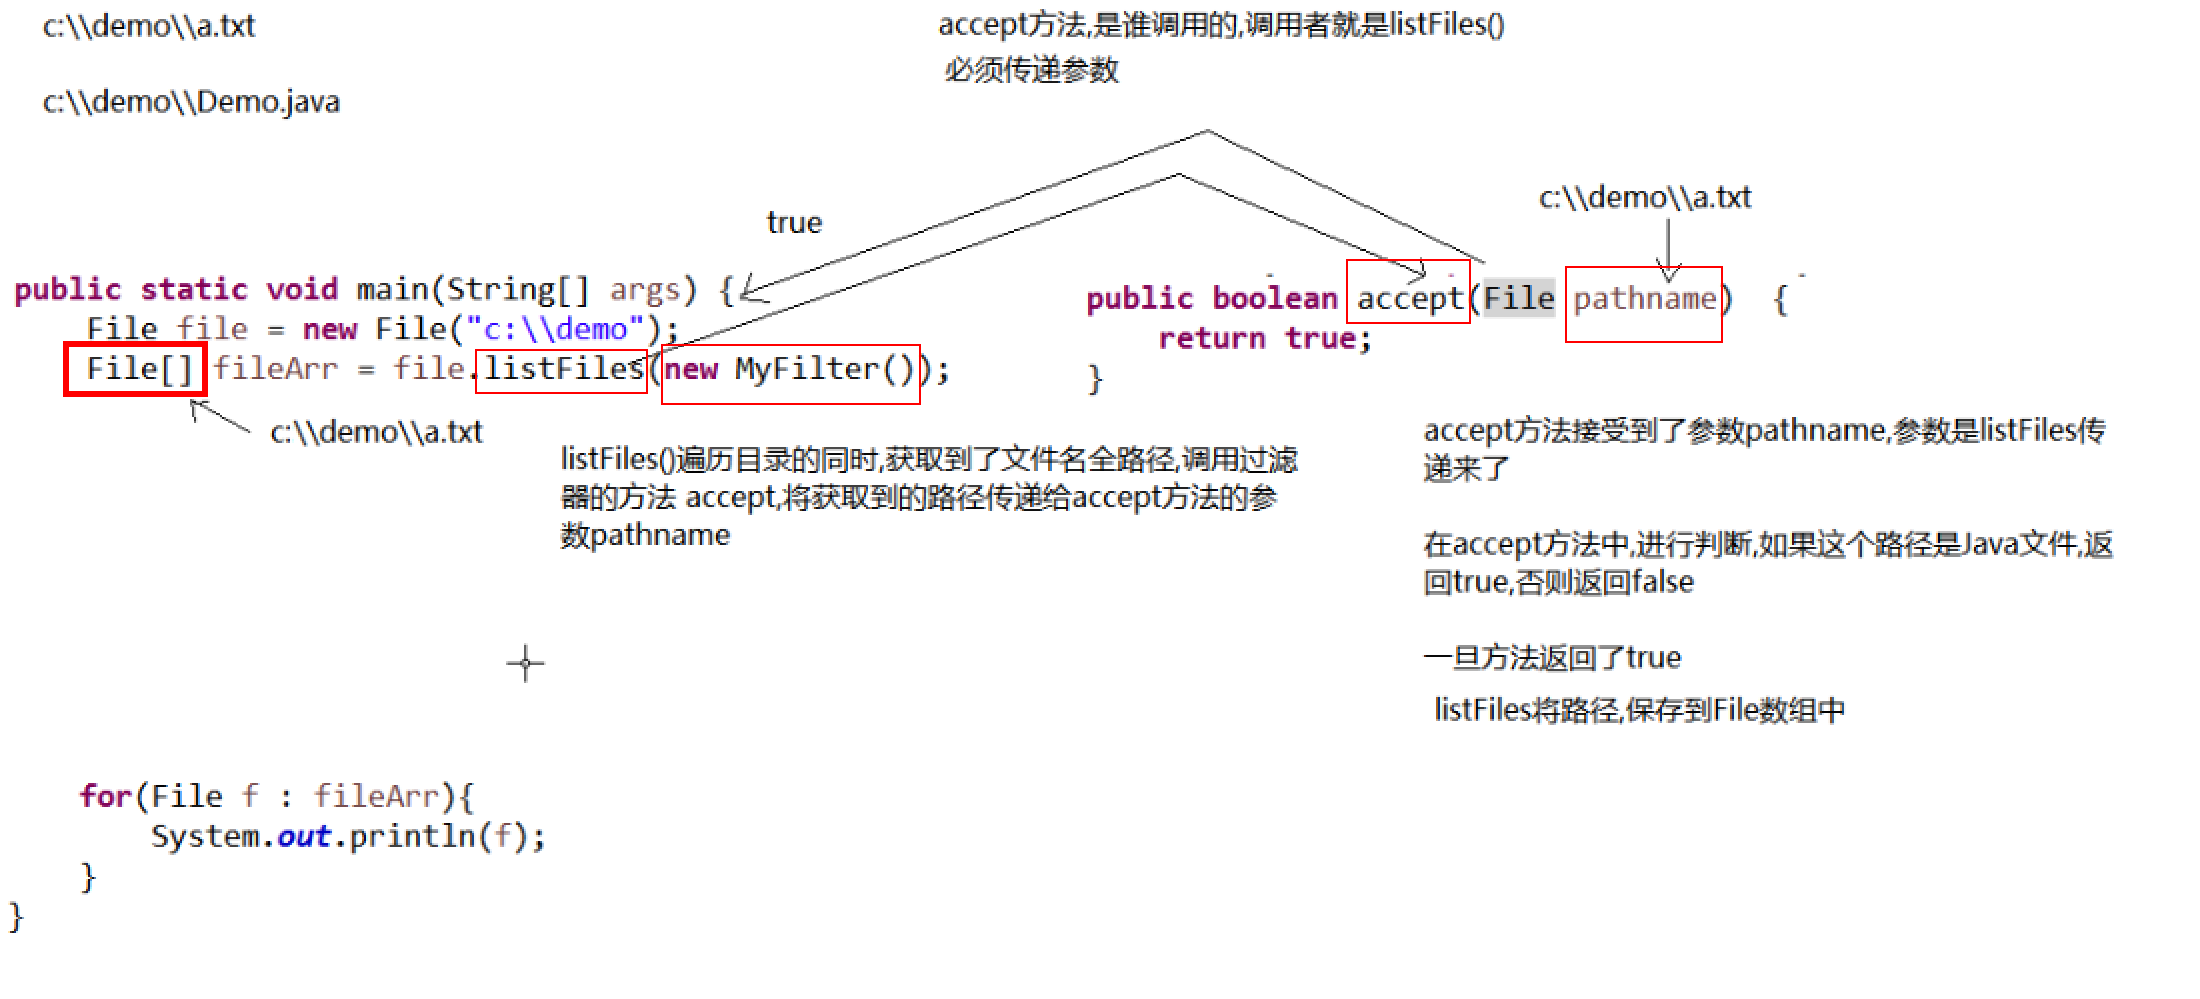 c:\\demo\\a.txt
c:\\demo\\Demo.java
accept方法,是谁调用的,调用者就是listFiles()
必须传递参数
true
c:\\demo\\a.txt
public static void main(String[] args) {
File file = new File("c:\\demo");
File[] fileArr = file.listFiles(new MyFilter());
c:\\demo\\a.txt
listFiles()遍历目录的同时,获取到了文件名全路径,调用过滤
器的方法 accept,将获取到的路径传递给accept方法的参
数pathname
public boolean accept(File pathname) {
return true;
}
accept方法接受到了参数pathname,参数是listFiles传
递来了
在accept方法中,进行判断,如果这个路径是Java文件,返
回true,否则返回false
一旦方法返回了true
listFiles将路径,保存到File数组中
for(File f : fileArr){
System.out.println(f);
}
}